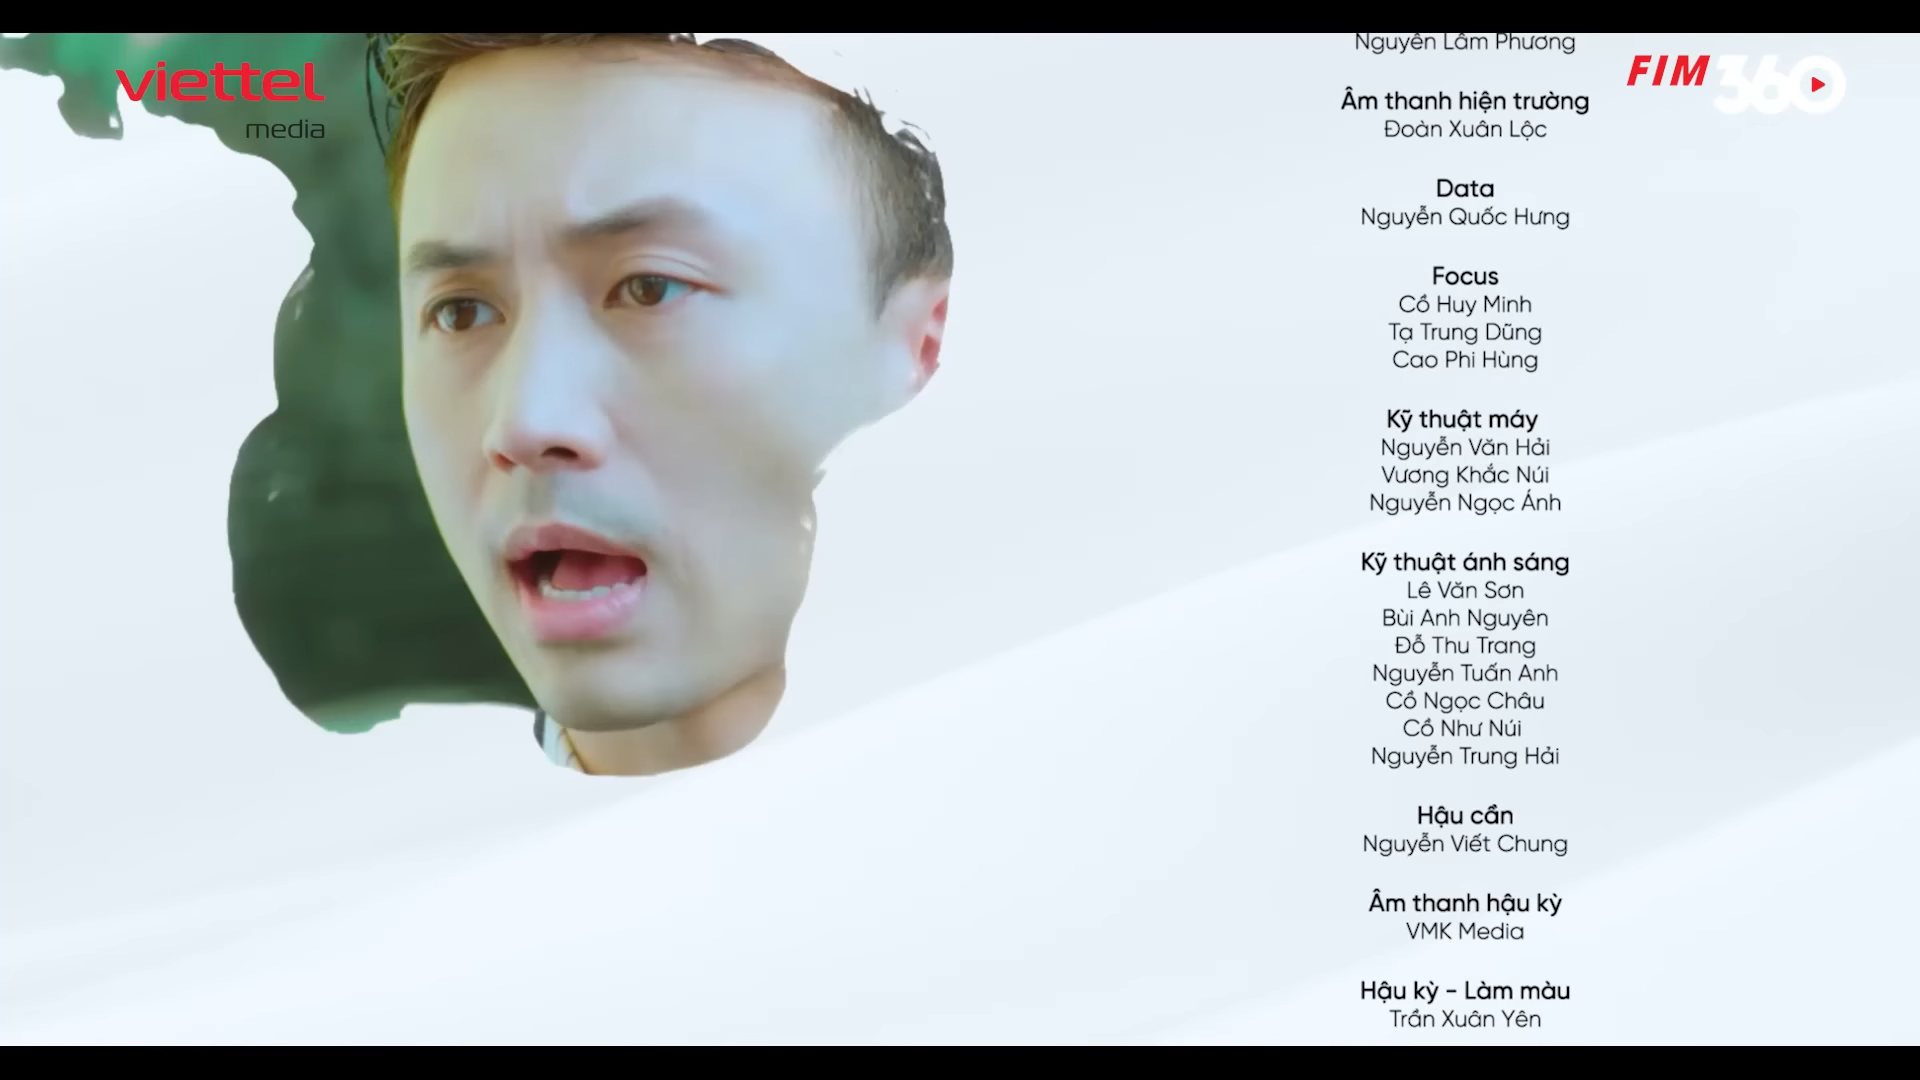 viettel
media
FIM360
Nguyễn Lâm Phương
Âm thanh hiện trường
Đoàn Xuân Lộc
Data
Nguyễn Quốc Hưng
Focus
Cồ Huy Minh
Tạ Trung Dũng
Cao Phi Hùng
Kỹ thuật máy
Nguyễn Văn Hải
Vương Khắc Núi
Nguyễn Ngọc Ánh
Kỹ thuật ánh sáng
Lê Văn Sơn
Bùi Anh Nguyên
Đỗ Thu Trang
Nguyễn Tuấn Anh
Cồ Ngọc Châu
Cồ Như Núi
Nguyễn Trung Hải
Hậu cần
Nguyễn Viết Chung
Âm thanh hậu kỳ
VMK Media
Hậu kỳ - Làm màu
Trần Xuân Yên